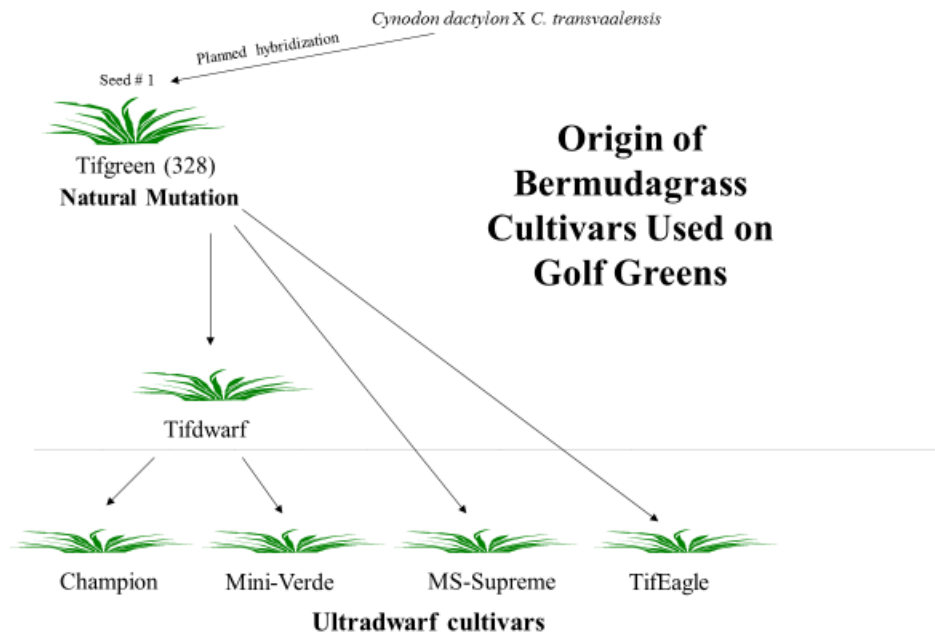 Cynodon dactylon X C. transvaalensis
Planned hybridization
Seed # 1
Tifgreen (328)
Natural Mutation
Origin of
Bermudagrass
Cultivars Used on
Golf Greens
Tifdwarf
Champion
Mini-Verde
MS-Supreme
TifEagle
Ultradwarf cultivars